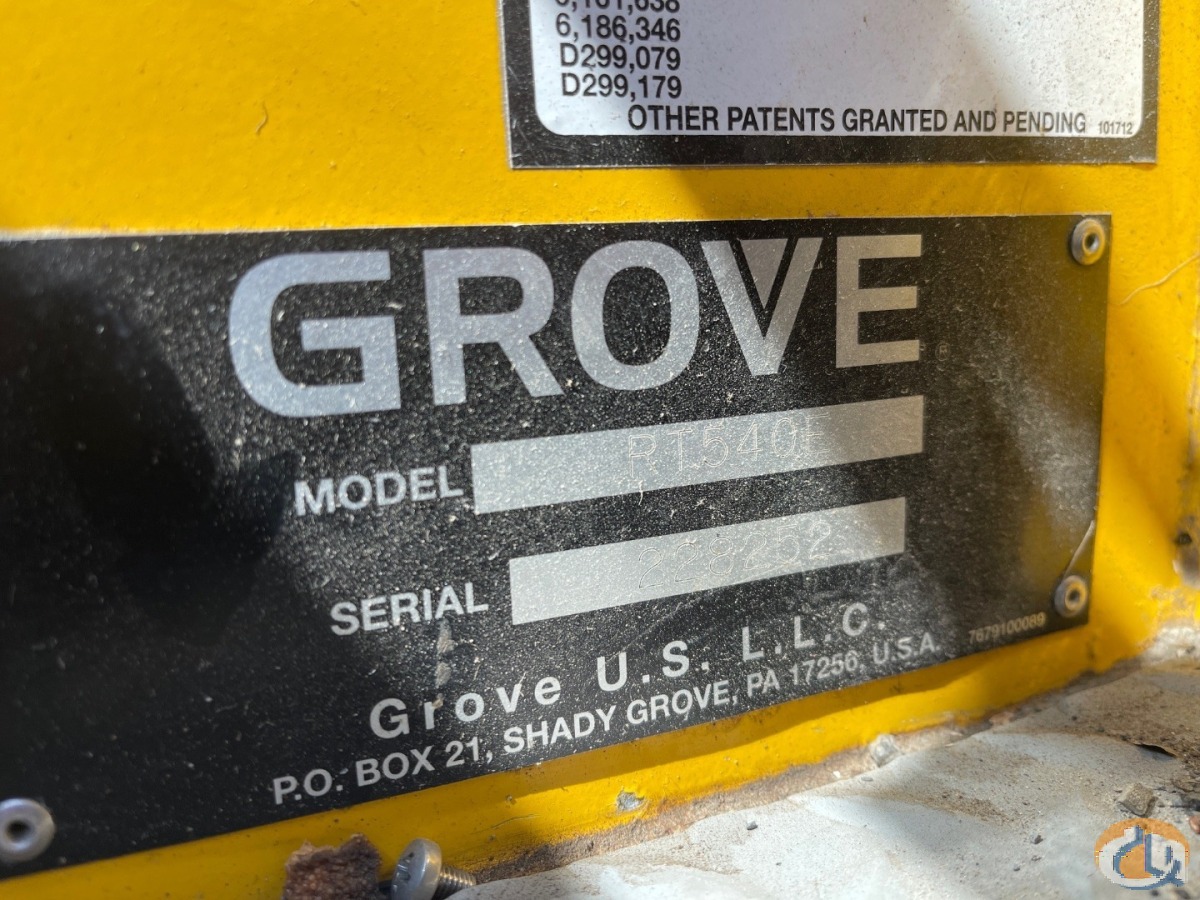 6,186,346
D299,079
D299,179
OTHER PATENTS GRANTED AND PENDING 101712
GROVE ®
MODEL RT540E
SERIAL 228252
Grove U.S. L.L.C.
P.O. BOX 21, SHADY GROVE, PA 17256, U.S.A.
7679100089